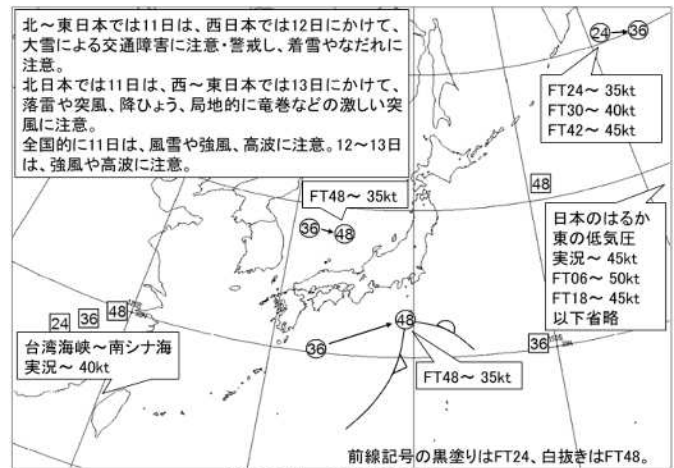 北～東日本では11日は、西日本では12日にかけて、
大雪による交通障害に注意・警戒し、着雪やなだれに
注意。
北日本では11日は、西～東日本では13日にかけて、
落雷や突風、降ひょう、局地的に竜巻などの激しい突
風に注意。
全国的に11日は、風雪や強風、高波に注意。12～13日
は、強風や高波に注意。
24
36
FT24～ 35kt
FT30～ 40kt
FT42～ 45kt
48
FT48～ 35kt
36
48
日本のはるか
東の低気圧
実況～ 45kt
FT06～ 50kt
FT18～ 45kt
以下省略
24
36
48
台湾海峡～南シナ海
実況～ 40kt
36
48
36
FT48～ 35kt
前線記号の黒塗りはFT24、白抜きはFT48。